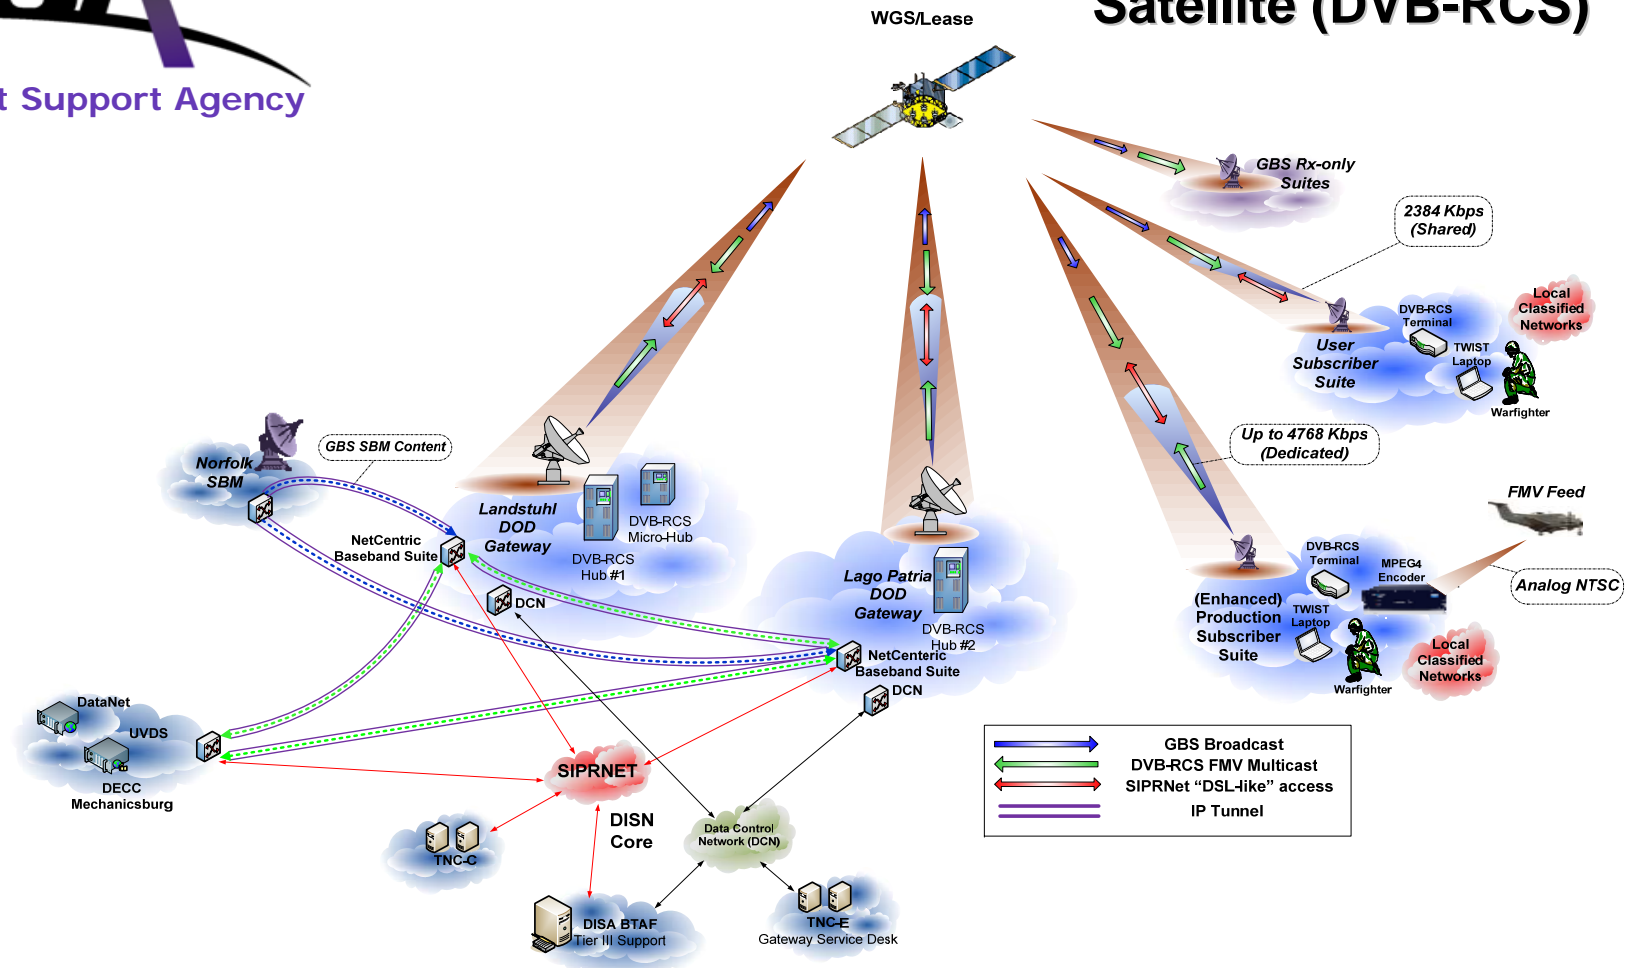 Satellite (DVB-RCS)
t Support Agency
WGS/Lease
GBS Rx-only
Suites
2384 Kbps
(Shared)
Local
Classified
Networks
DVB-RCS
Terminal
TWIST
Laptop
User
Subscriber
Suite
Warfighter
Up to 4768 Kbps
(Dedicated)
FMV Feed
Analog NTSC
DVB-RCS
Terminal
MPEG4
Encoder
(Enhanced)
Production
Subscriber
Suite
TWIST
Laptop
Warfighter
Local
Classified
Networks
Norfolk
SBM
GBS SBM Content
NetCentric
Baseband Suite
Landstuhl
DOD
Gateway
DVB-RCS
Micro-Hub
DVB-RCS
Hub #1
DCN
Lago Patria
DOD
Gateway
DVB-RCS
Hub #2
NetCenteric
Baseband Suite
DCN
DataNet
UVDS
DECC
Mechanicsburg
SIPRNET
DISN
Core
TNC-C
Data Control
Network (DCN)
DISA BTAF
Tier III Support
TNC-E
Gateway Service Desk
GBS Broadcast
DVB-RCS FMV Multicast
SIPRNet “DSL-like” access
IP Tunnel